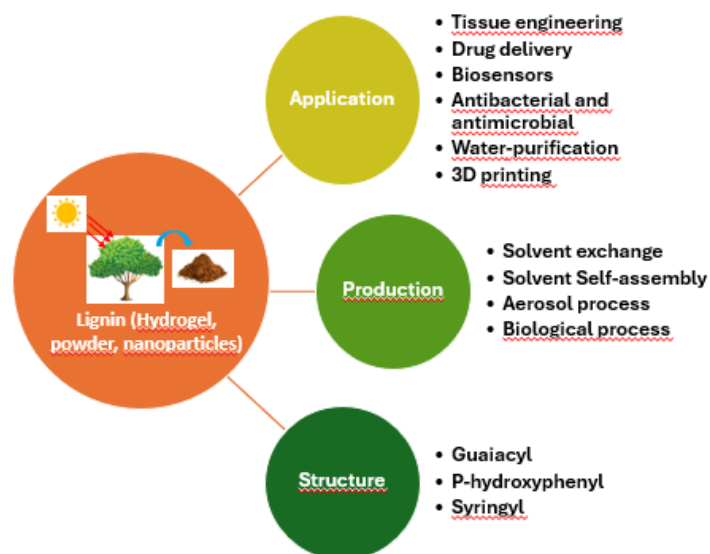 Application
• Tissue engineering
• Drug delivery
• Biosensors
• Antibacterial and
antimicrobial
• Water-purification
• 3D printing
Lignin (Hydrogel,
powder, nanoparticles)
Production
• Solvent exchange
• Solvent Self-assembly
• Aerosol process
• Biological process
Structure
• Guaiacyl
• P-hydroxyphenyl
• Syringyl